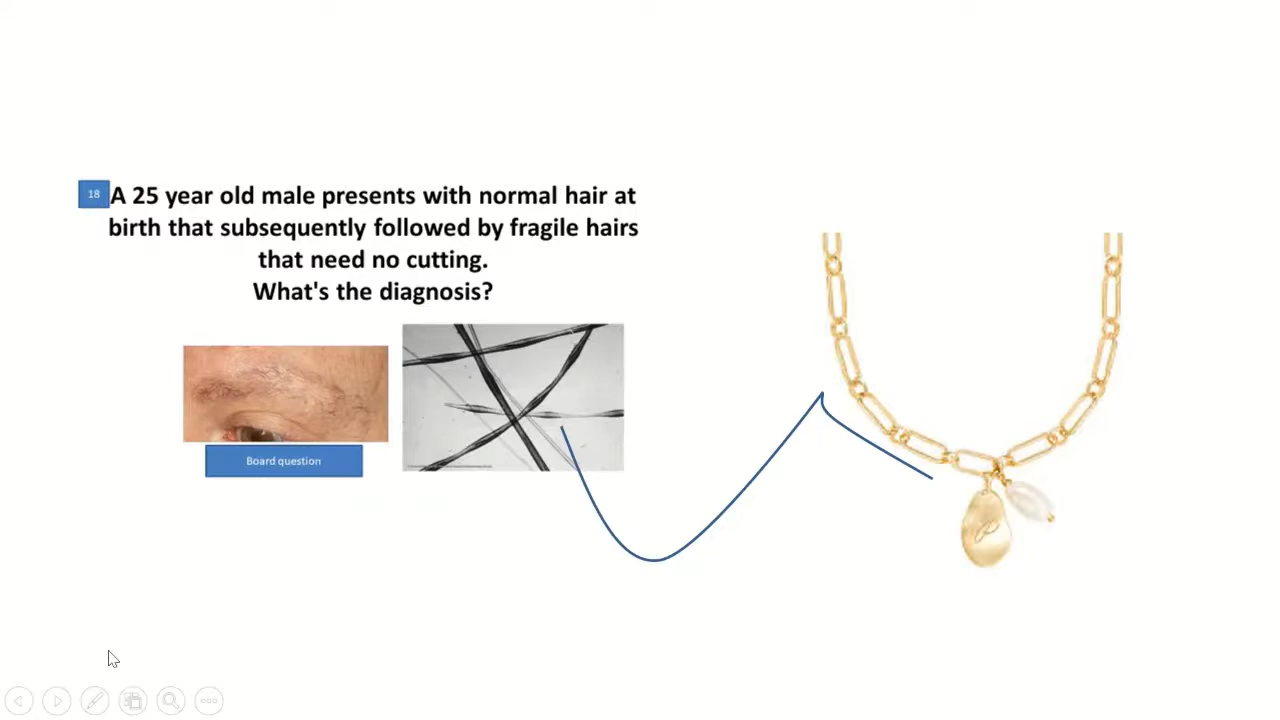 18
A 25 year old male presents with normal hair at
birth that subsequently followed by fragile hairs
that need no cutting.
What's the diagnosis?
Board question